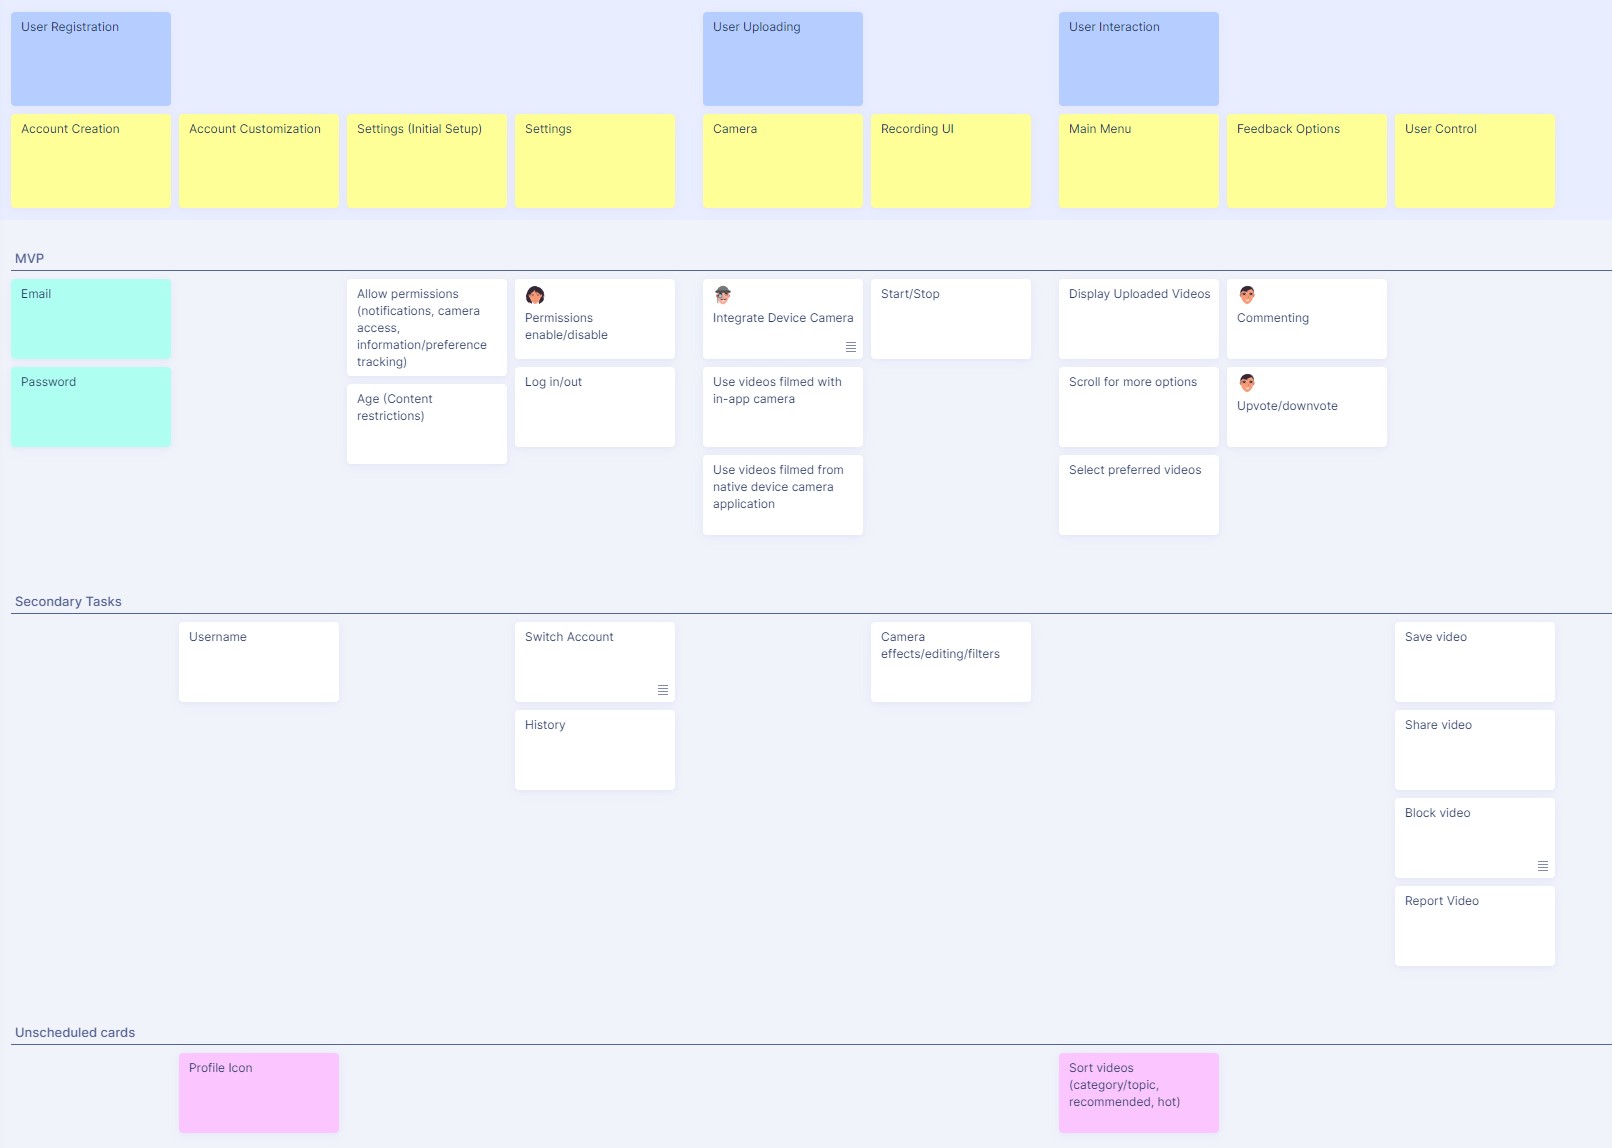 User Registration
User Uploading
User Interaction
Account Creation
Account Customization
Settings (Initial Setup)
Settings
Camera
Recording UI
Main Menu
Feedback Options
User Control
MVP
Email
Allow permissions
(notifications, camera
access,
information/preference
tracking)
Permissions
enable/disable
Integrate Device Camera
Start/Stop
Display Uploaded Videos
Commenting
Password
Age (Content
restrictions)
Log in/out
Use videos filmed with
in-app camera
Scroll for more options
Upvote/downvote
Use videos filmed from
native device camera
application
Select preferred videos
Secondary Tasks
Username
Switch Account
Camera
effects/editing/filters
Save video
History
Share video
Block video
Report Video
Unscheduled cards
Profile Icon
Sort videos
(category/topic,
recommended, hot)